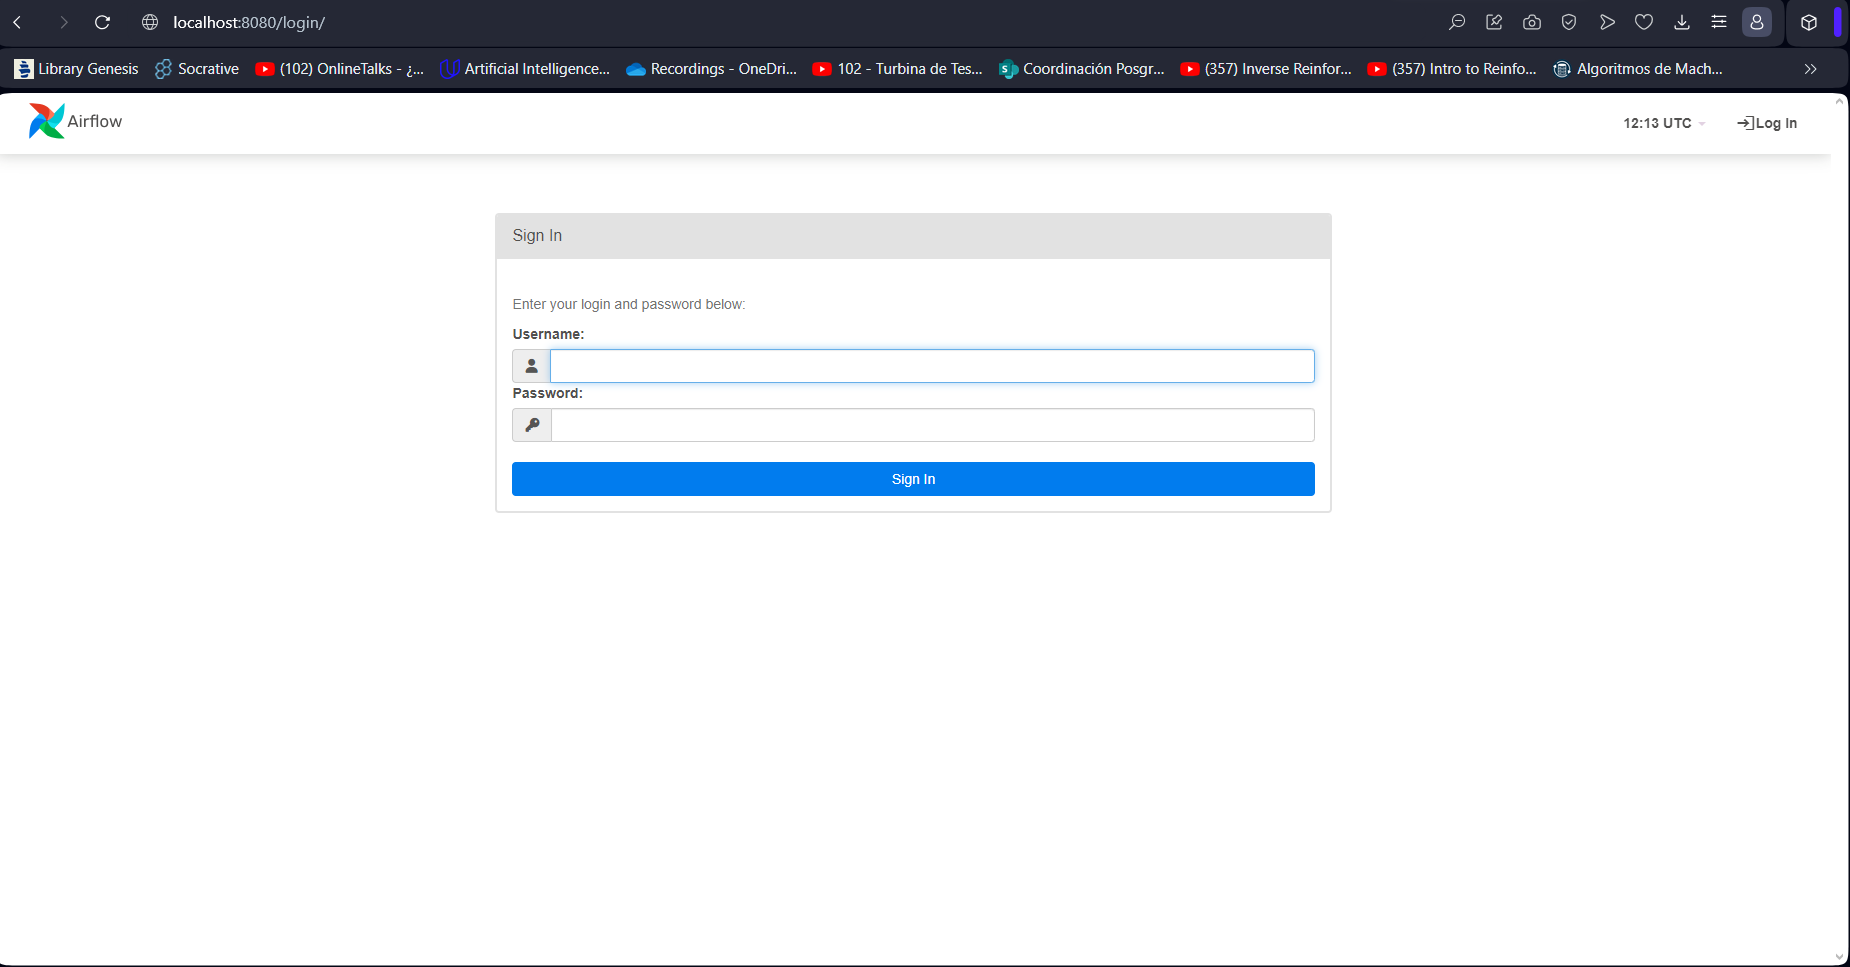 localhost:8080/login/
Library Genesis Socrative (102) OnlineTalks - ¿... Artificial Intelligence... Recordings - OneDri... 102 - Turbina de Tes... Coordinación Posgr... (357) Inverse Reinfor... (357) Intro to Reinfo... Algoritmos de Mach...
Airflow 12:13 UTC Log In
Sign In
Enter your login and password below:
Username:
Password:
Sign In